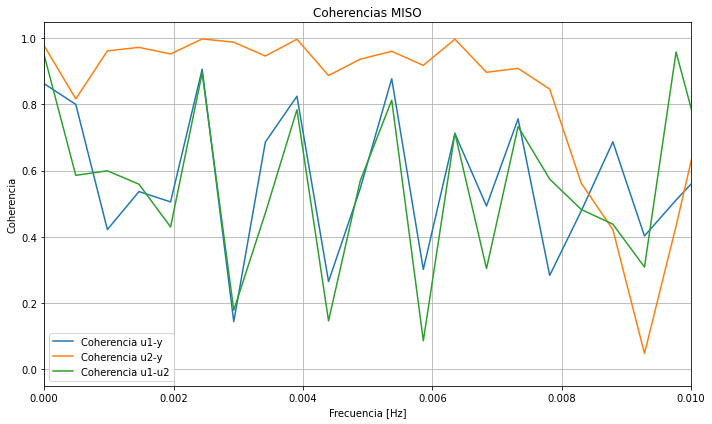 Coherencias MISO
Coherencia
1.0
0.8
0.6
0.4
0.2
0.0
Coherencia u1-y
Coherencia u2-y
Coherencia u1-u2
0.000 0.002 0.004 0.006 0.008 0.010
Frecuencia [Hz]